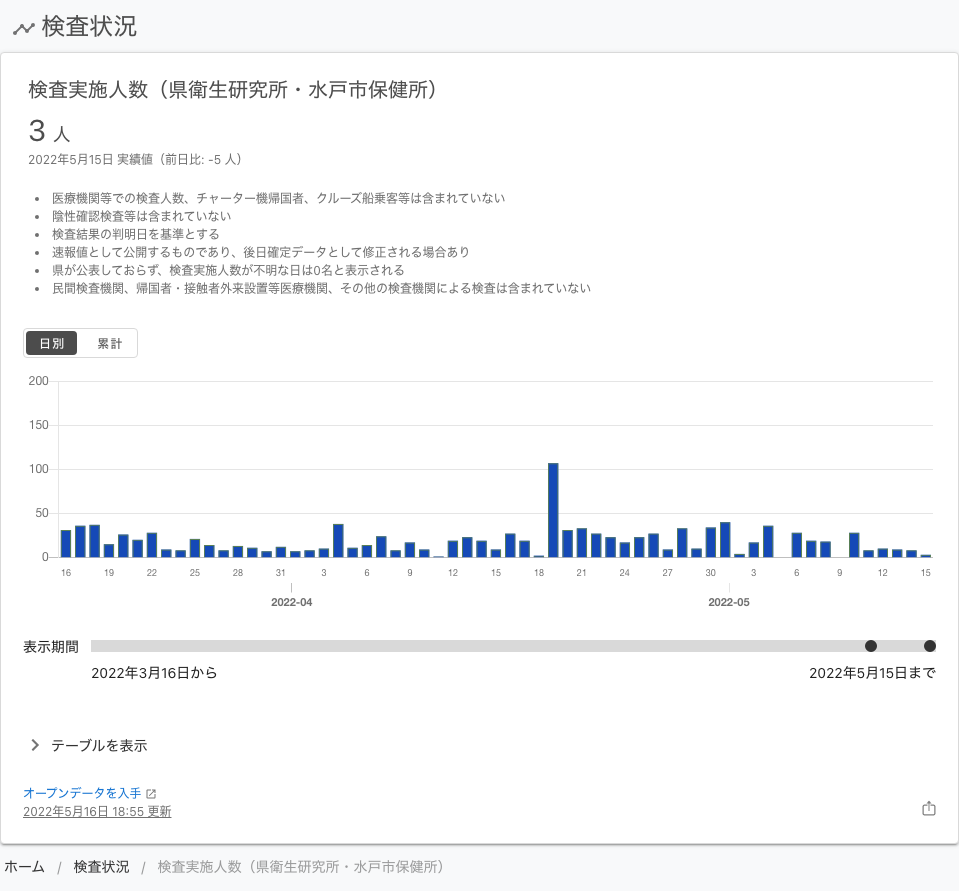 検査状況
検査実施人数（県衛生研究所・水戸市保健所）
3 人
2022年5月15日 実績値（前日比: -5 人）
医療機関等での検査人数、チャーター機帰国者、クルーズ船乗客等は含まれていない
陰性確認検査等は含まれていない
検査結果の判明日を基準とする
速報値として公開するものであり、後日確定データとして修正される場合あり
県が公表しておらず、検査実施人数が不明な日は0名と表示される
民間検査機関、帰国者・接触者外来設置等医療機関、その他の検査機関による検査は含まれていない
日別 累計
200
150
100
50
0
16 19 22 25 28 31 3 6 9 12 15 18 21 24 27 30 3 6 9 12 15
2022-04 2022-05
表示期間
2022年3月16日から 2022年5月15日まで
テーブルを表示
オープンデータを入手
2022年5月16日 18:55 更新
ホーム / 検査状況 / 検査実施人数（県衛生研究所・水戸市保健所）